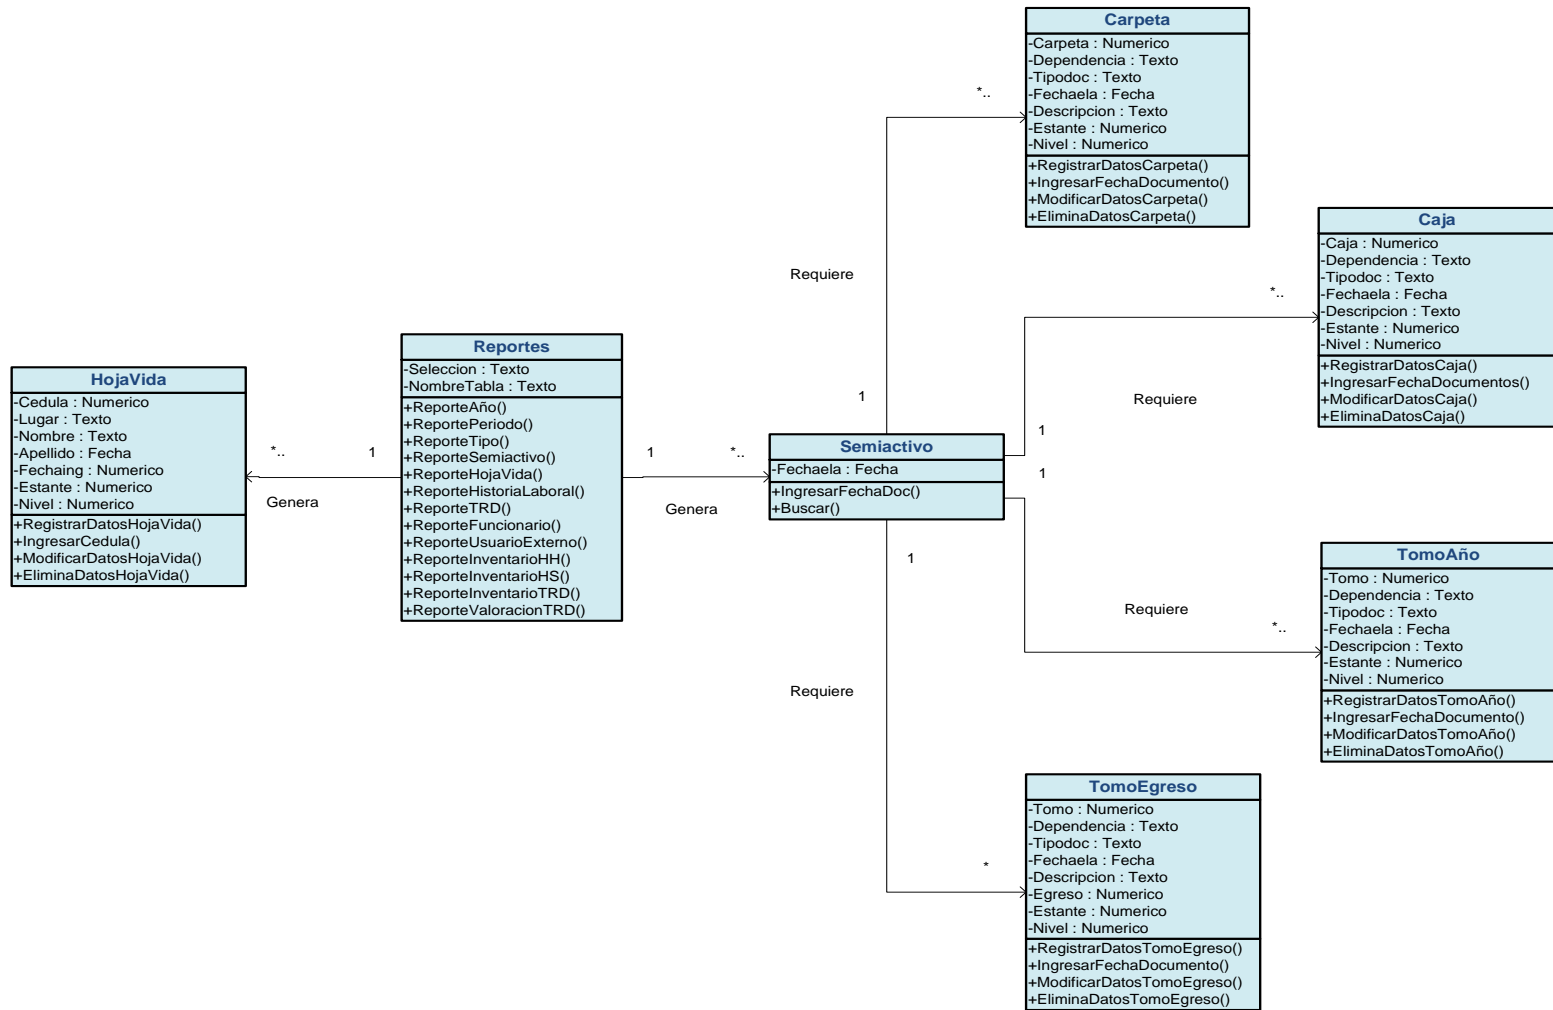 Carpeta
-Carpeta : Numerico
-Dependencia : Texto
-Tipodoc : Texto
-Fechaela : Fecha
-Descripcion : Texto
-Estante : Numerico
-Nivel : Numerico
+RegistrarDatosCarpeta()
+IngresarFechaDocumento()
+ModificarDatosCarpeta()
+EliminaDatosCarpeta()
*..
Requiere
1
Caja
-Caja : Numerico
-Dependencia : Texto
-Tipodoc : Texto
-Fechaela : Fecha
-Descripcion : Texto
-Estante : Numerico
-Nivel : Numerico
+RegistrarDatosCaja()
+IngresarFechaDocumentos()
+ModificarDatosCaja()
+EliminaDatosCaja()
*..
Requiere
1
HojaVida
-Cedula : Numerico
-Lugar : Texto
-Nombre : Texto
-Apellido : Fecha
-Fechaing : Numerico
-Estante : Numerico
-Nivel : Numerico
+RegistrarDatosHojaVida()
+IngresarCedula()
+ModificarDatosHojaVida()
+EliminaDatosHojaVida()
*..
1
Genera
Reportes
-Seleccion : Texto
-NombreTabla : Texto
+ReporteAño()
+ReportePeriodo()
+ReporteTipo()
+ReporteSemiactivo()
+ReporteHojaVida()
+ReporteHistoriaLaboral()
+ReporteTRD()
+ReporteFuncionario()
+ReporteUsuarioExterno()
+ReporteInventarioHH()
+ReporteInventarioHS()
+ReporteInventarioTRD()
+ReporteValoracionTRD()
1
*..
Genera
Semiactivo
-Fechaela : Fecha
+IngresarFechaDoc()
+Buscar()
1
Requiere
*..
TomoAño
-Tomo : Numerico
-Dependencia : Texto
-Tipodoc : Texto
-Fechaela : Fecha
-Descripcion : Texto
-Estante : Numerico
-Nivel : Numerico
+RegistrarDatosTomoAño()
+IngresarFechaDocumento()
+ModificarDatosTomoAño()
+EliminaDatosTomoAño()
1
Requiere
*
TomoEgreso
-Tomo : Numerico
-Dependencia : Texto
-Tipodoc : Texto
-Fechaela : Fecha
-Descripcion : Texto
-Egreso : Numerico
-Estante : Numerico
-Nivel : Numerico
+RegistrarDatosTomoEgreso()
+IngresarFechaDocumento()
+ModificarDatosTomoEgreso()
+EliminaDatosTomoEgreso()